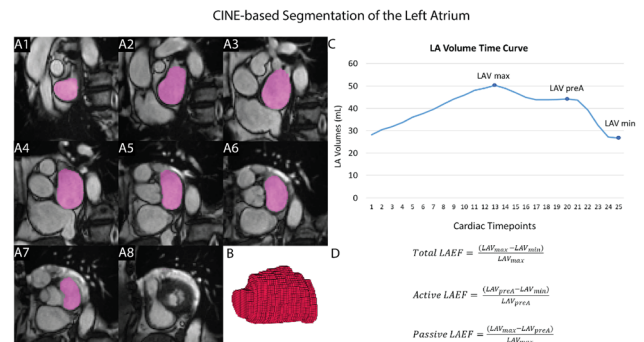 CINE-based Segmentation of the Left Atrium
A1
A2
A3
A4
A5
A6
A7
A8
B
C
LA Volume Time Curve
LA Volumes (mL)
60
50
40
30
20
10
0
LAV max
LAV preA
LAV min
1 2 3 4 5 6 7 8 9 10 11 12 13 14 15 16 17 18 19 20 21 22 23 24 25
Cardiac Timepoints
D
Total LAEF = (LAVmax−LAVmin)
LAVmax
Active LAEF = (LAVpreA−LAVmin)
LAVpreA
Passive LAEF = (LAVmax−LAVpreA)
LAVmax